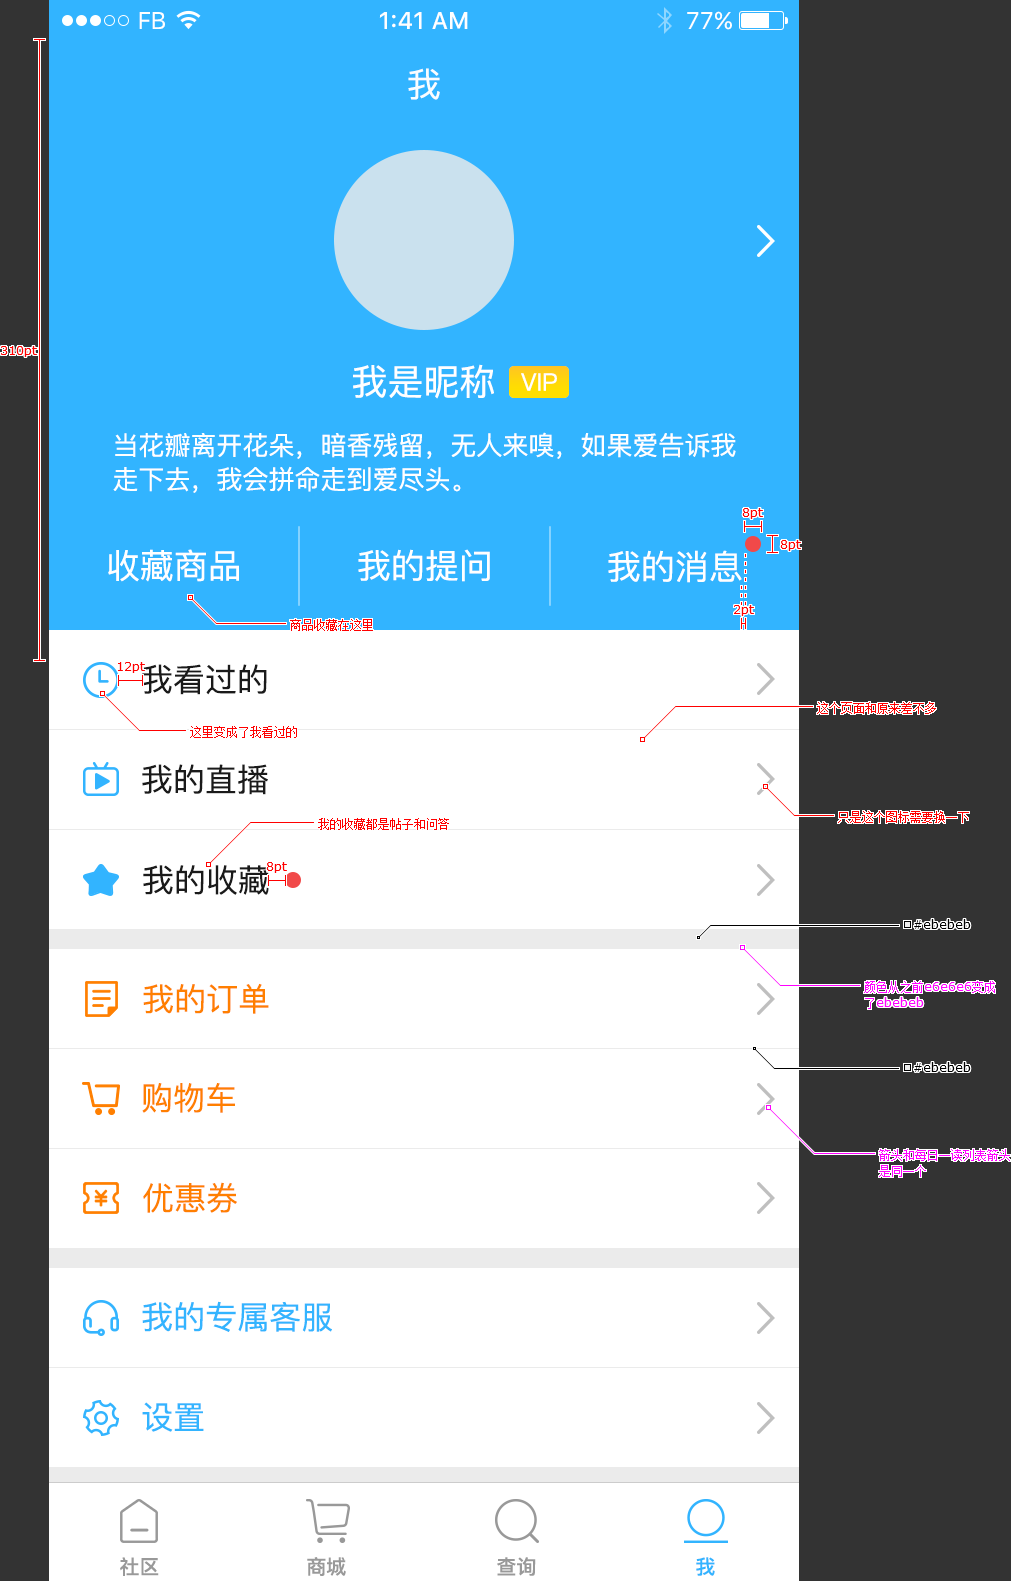 FB 1:41 AM 77%
我
310pt
我是昵称 VIP
当花瓣离开花朵，暗香残留，无人来嗅，如果爱告诉我
走下去，我会拼命走到爱尽头。
8pt
8pt
收藏商品 我的提问 我的消息
2pt
商品收藏在这里
12pt
我看过的
这个页面和原来差不多
这里变成了我看过的
我的直播
只是这个图标需要换一下
我的收藏都是帖子和问答
8pt
我的收藏
#ebebeb
颜色从之前e6e6e6变成
了ebebeb
我的订单
#ebebeb
购物车
箭头和每日一读列表箭头
是同一个
优惠券
我的专属客服
设置
社区 商城 查询 我